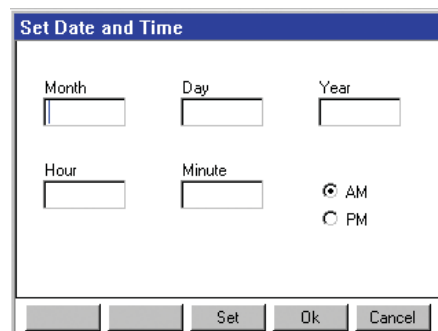 Set Date and Time
Month Day Year
Hour Minute
AM
PM
Set Ok Cancel